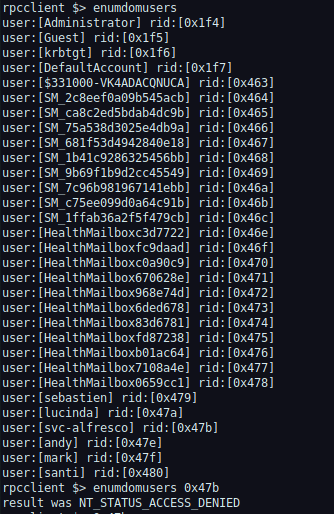 rpcclient $> enumdomusers
user:[Administrator] rid:[0x1f4]
user:[Guest] rid:[0x1f5]
user:[krbtgt] rid:[0x1f6]
user:[DefaultAccount] rid:[0x1f7]
user:[$331000-VK4ADACQNUCA] rid:[0x463]
user:[SM_2c8eef0a09b545acb] rid:[0x464]
user:[SM_ca8c2ed5bdab4dc9b] rid:[0x465]
user:[SM_75a538d3025e4db9a] rid:[0x466]
user:[SM_681f53d4942840e18] rid:[0x467]
user:[SM_1b41c9286325456bb] rid:[0x468]
user:[SM_9b69f1b9d2cc45549] rid:[0x469]
user:[SM_7c96b981967141ebb] rid:[0x46a]
user:[SM_c75ee099d0a64c91b] rid:[0x46b]
user:[SM_1ffab36a2f5f479cb] rid:[0x46c]
user:[HealthMailboxc3d7722] rid:[0x46e]
user:[HealthMailboxfc9daad] rid:[0x46f]
user:[HealthMailboxc0a90c9] rid:[0x470]
user:[HealthMailbox670628e] rid:[0x471]
user:[HealthMailbox968e74d] rid:[0x472]
user:[HealthMailbox6ded678] rid:[0x473]
user:[HealthMailbox83d6781] rid:[0x474]
user:[HealthMailboxfd87238] rid:[0x475]
user:[HealthMailboxb01ac64] rid:[0x476]
user:[HealthMailbox7108a4e] rid:[0x477]
user:[HealthMailbox0659cc1] rid:[0x478]
user:[sebastien] rid:[0x479]
user:[lucinda] rid:[0x47a]
user:[svc-alfresco] rid:[0x47b]
user:[andy] rid:[0x47e]
user:[mark] rid:[0x47f]
user:[santi] rid:[0x480]
rpcclient $> enumdomusers 0x47b
result was NT_STATUS_ACCESS_DENIED